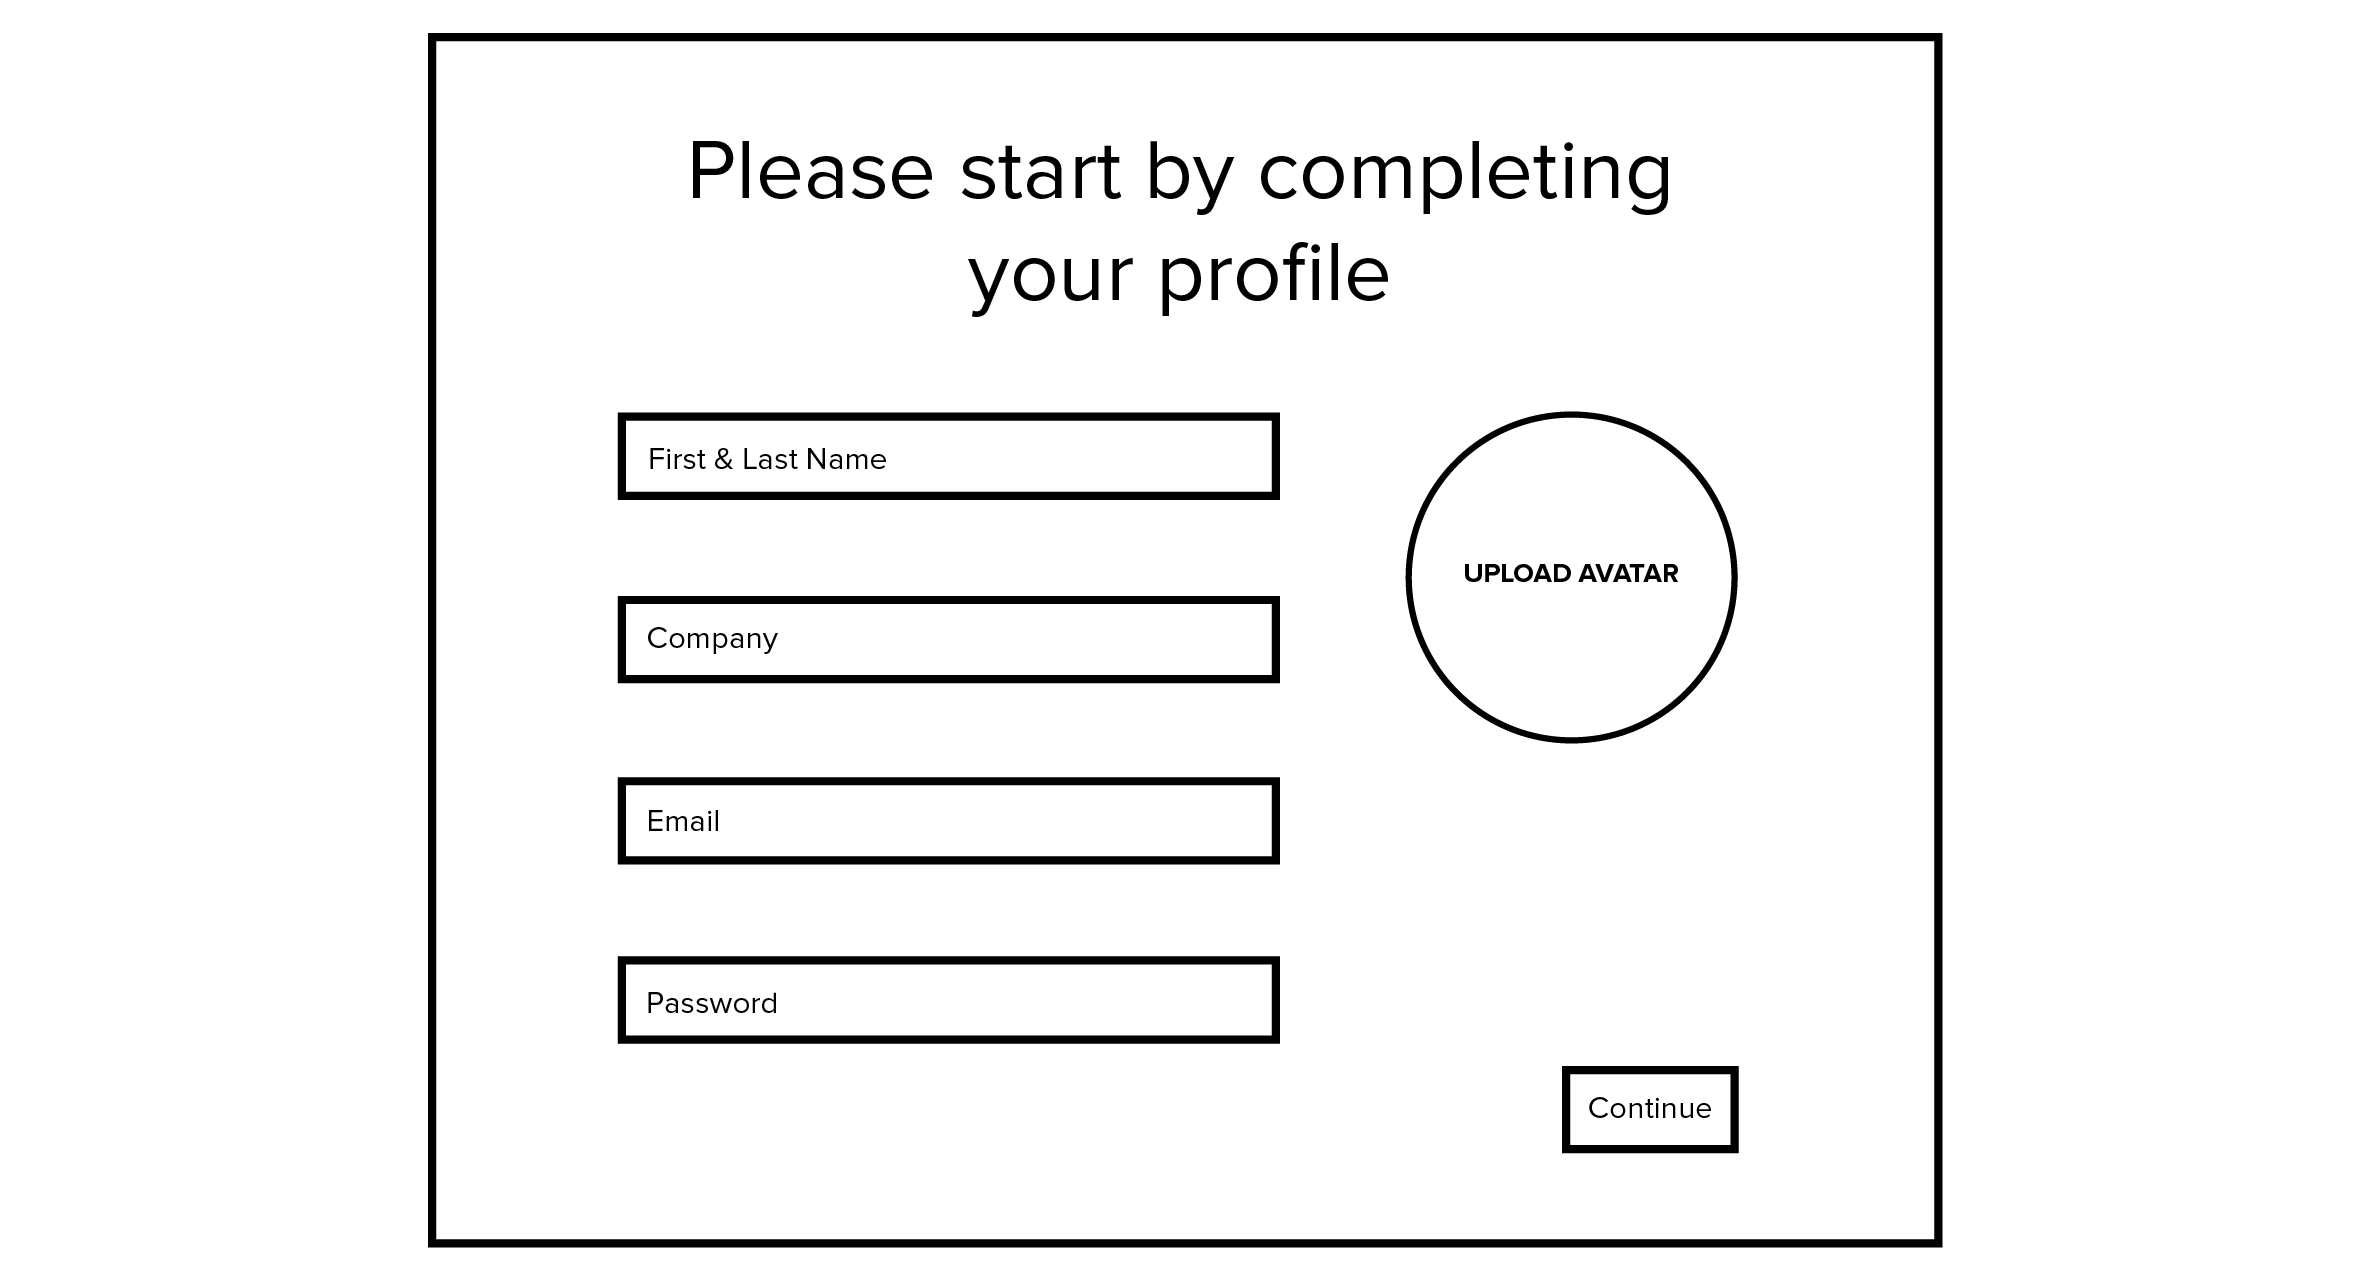 Please start by completing
your profile
First & Last Name
UPLOAD AVATAR
Company
Email
Password
Continue